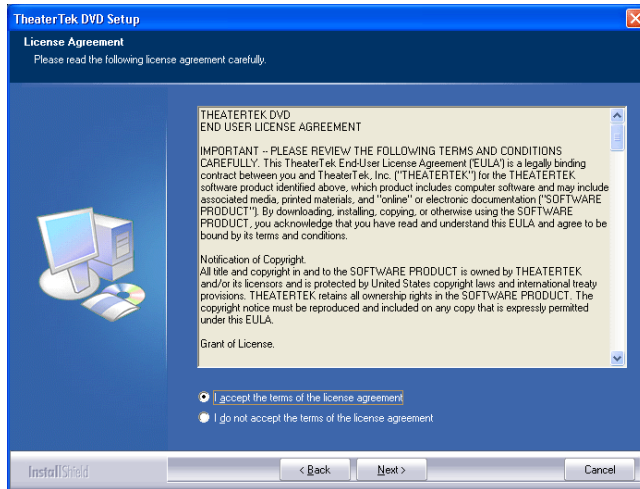 TheaterTek DVD Setup
License Agreement
Please read the following license agreement carefully.
THEATERTEK DVD
END USER LICENSE AGREEMENT
IMPORTANT -- PLEASE REVIEW THE FOLLOWING TERMS AND CONDITIONS
CAREFULLY. This TheaterTek End-User License Agreement ('EULA') is a legally binding
contract between you and TheaterTek, Inc. ("THEATERTEK") for the THEATERTEK
software product identified above, which product includes computer software and may include
associated media, printed materials, and "online" or electronic documentation ("SOFTWARE
PRODUCT"). By downloading, installing, copying, or otherwise using the SOFTWARE
PRODUCT, you acknowledge that you have read and understand this EULA and agree to be
bound by its terms and conditions.
Notification of Copyright.
All title and copyright in and to the SOFTWARE PRODUCT is owned by THEATERTEK
and/or its licensors and is protected by United States copyright laws and international treaty
provisions. THEATERTEK retains all ownership rights in the SOFTWARE PRODUCT. The
copyright notice must be reproduced and included on any copy that is expressly permitted
under this EULA.
Grant of License.
I accept the terms of the license agreement
I do not accept the terms of the license agreement
InstallShield
< Back
Next >
Cancel